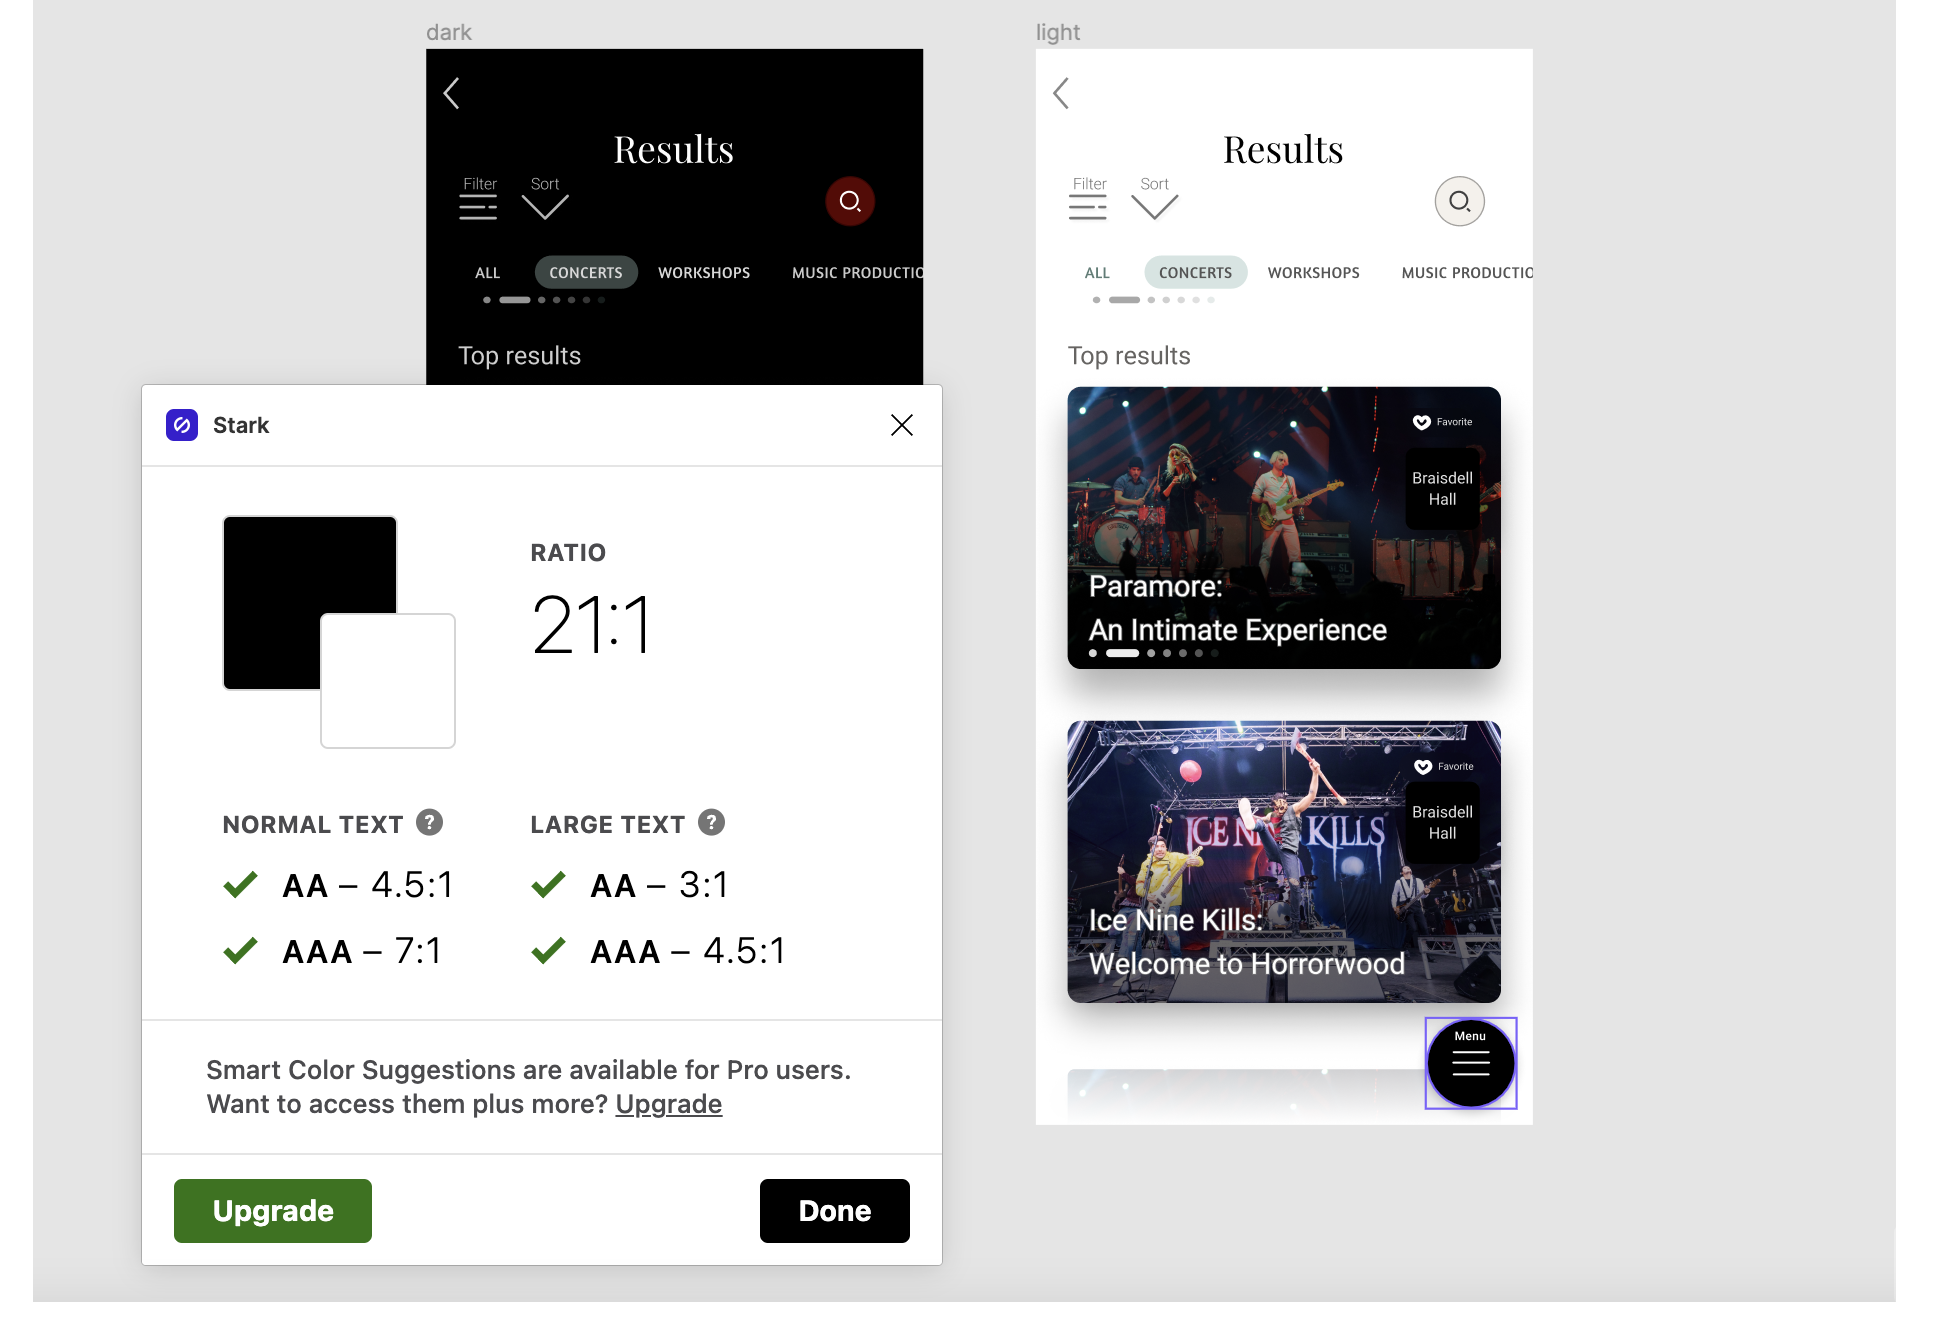 dark
Results
Filter
Sort
ALL
CONCERTS
WORKSHOPS
MUSIC PRODUCTIO
Top results
Stark
RATIO
21:1
NORMAL TEXT ?
LARGE TEXT ?
AA – 4.5:1
AA – 3:1
AAA – 7:1
AAA – 4.5:1
Smart Color Suggestions are available for Pro users.
Want to access them plus more? Upgrade
Upgrade
Done
light
Results
Filter
Sort
ALL
CONCERTS
WORKSHOPS
MUSIC PRODUCTIO
Top results
Favorite
Braisdell
Hall
Paramore:
An Intimate Experience
Favorite
Braisdell
Hall
ICE NI KILLS
Ice Nine Kills:
Welcome to Horrorwood
Menu